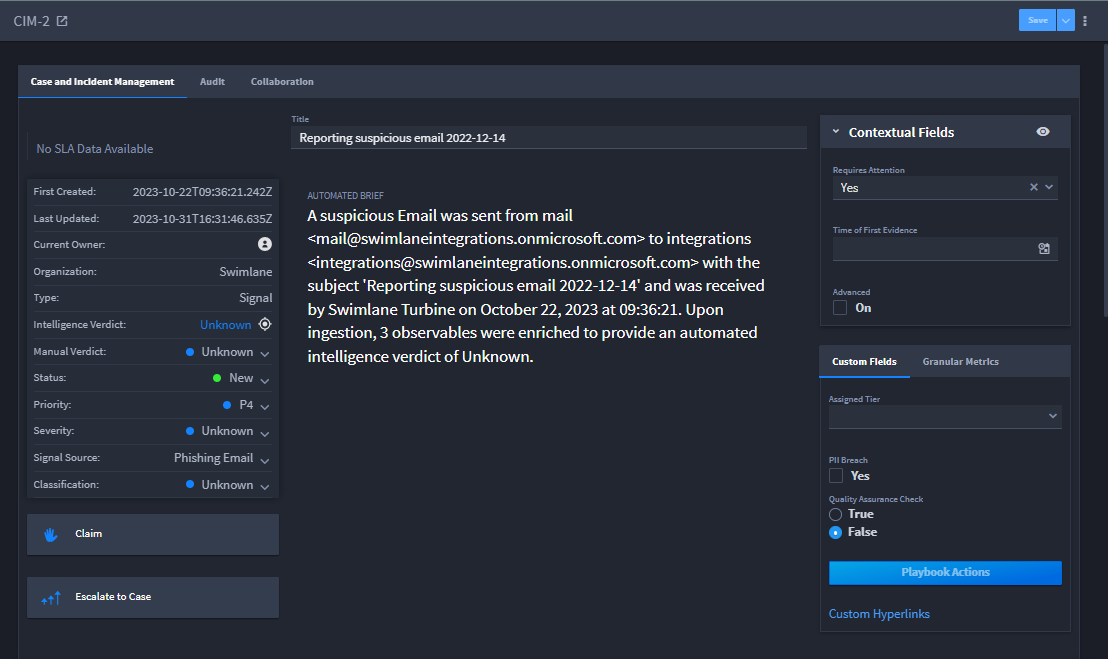 CIM-2
Save
Case and Incident Management
Audit
Collaboration
No SLA Data Available
First Created: 2023-10-22T09:36:21.242Z
Last Updated: 2023-10-31T16:31:46.635Z
Current Owner:
Organization: Swimlane
Type: Signal
Intelligence Verdict: Unknown
Manual Verdict: Unknown
Status: New
Priority: P4
Severity: Unknown
Signal Source: Phishing Email
Classification: Unknown
Claim
Escalate to Case
Title
Reporting suspicious email 2022-12-14
AUTOMATED BRIEF
A suspicious Email was sent from mail
<mail@swimlaneintegrations.onmicrosoft.com> to integrations
<integrations@swimlaneintegrations.onmicrosoft.com> with the
subject 'Reporting suspicious email 2022-12-14' and was received
by Swimlane Turbine on October 22, 2023 at 09:36:21. Upon
ingestion, 3 observables were enriched to provide an automated
intelligence verdict of Unknown.
Contextual Fields
Requires Attention
Yes
Time of First Evidence
Advanced
On
Custom Fields
Granular Metrics
Assigned Tier
PII Breach
Yes
Quality Assurance Check
True
False
Playbook Actions
Custom Hyperlinks